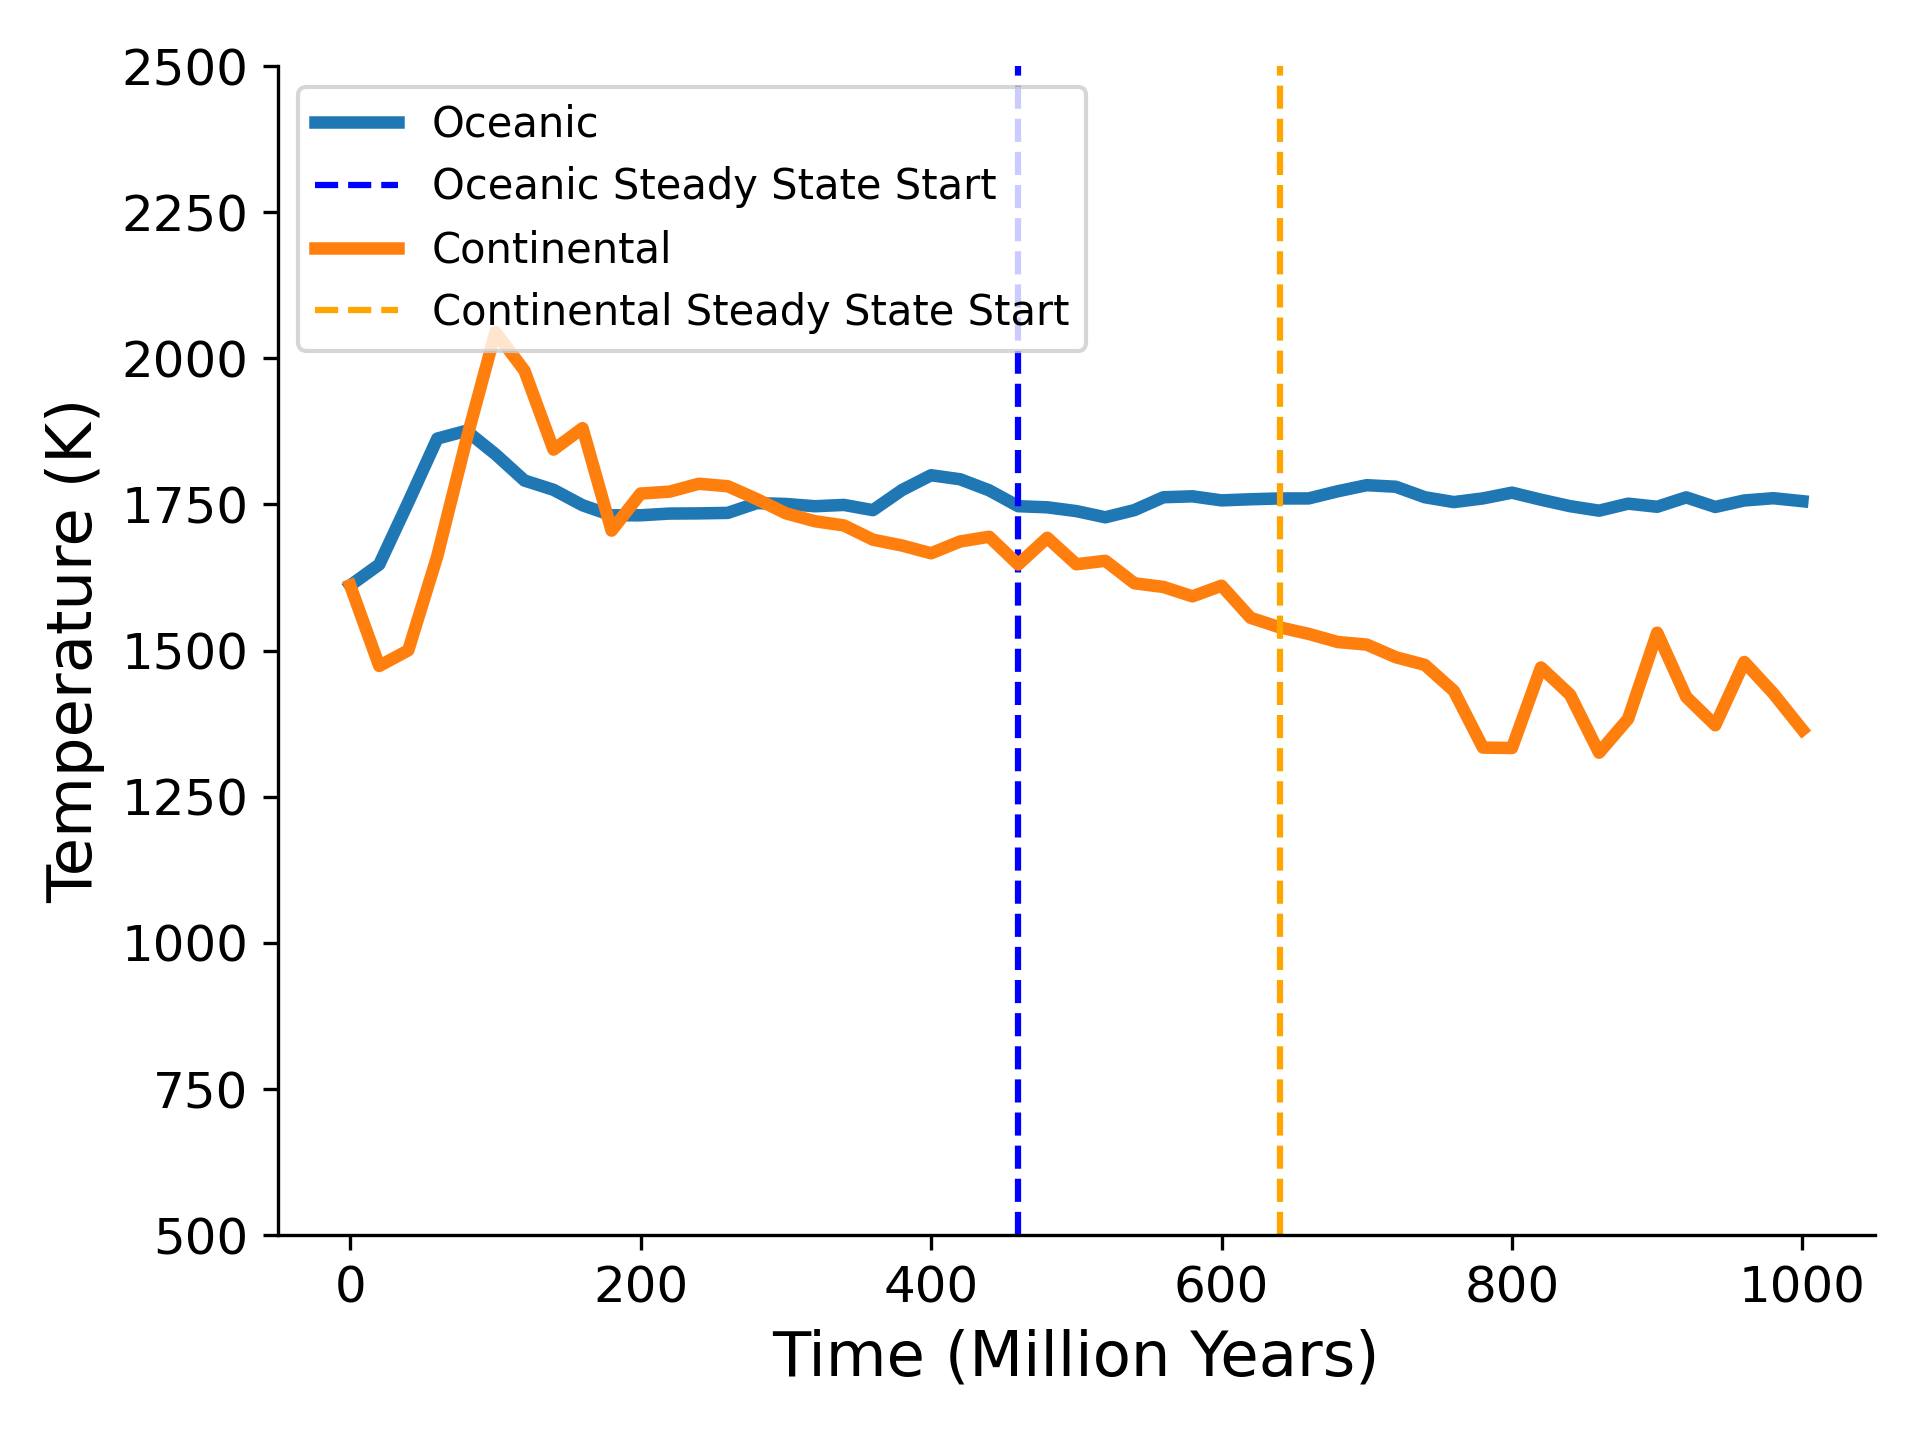 2500
2250
2000
1750
1500
1250
1000
750
500
Temperature (K)
Oceanic
Oceanic Steady State Start
Continental
Continental Steady State Start
0 200 400 600 800 1000
Time (Million Years)